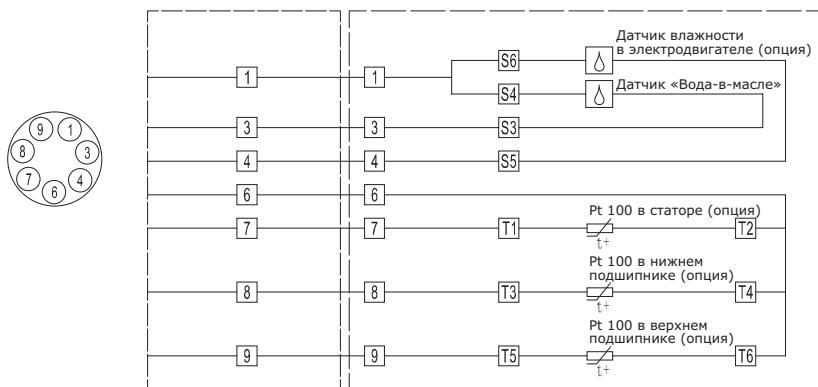 Датчик влажности
в электродвигателе (опция)
S6
1 1
Датчик «Вода-в-масле»
S4
9 1
3 3 S3
8 3
4 4 S5
7 4
6
6 6
Pt 100 в статоре (опция)
7 7 T1 T2
t+
Pt 100 в нижнем
подшипнике (опция)
8 8 T3 T4
t+
Pt 100 в верхнем
подшипнике (опция)
9 9 T5 T6
t+